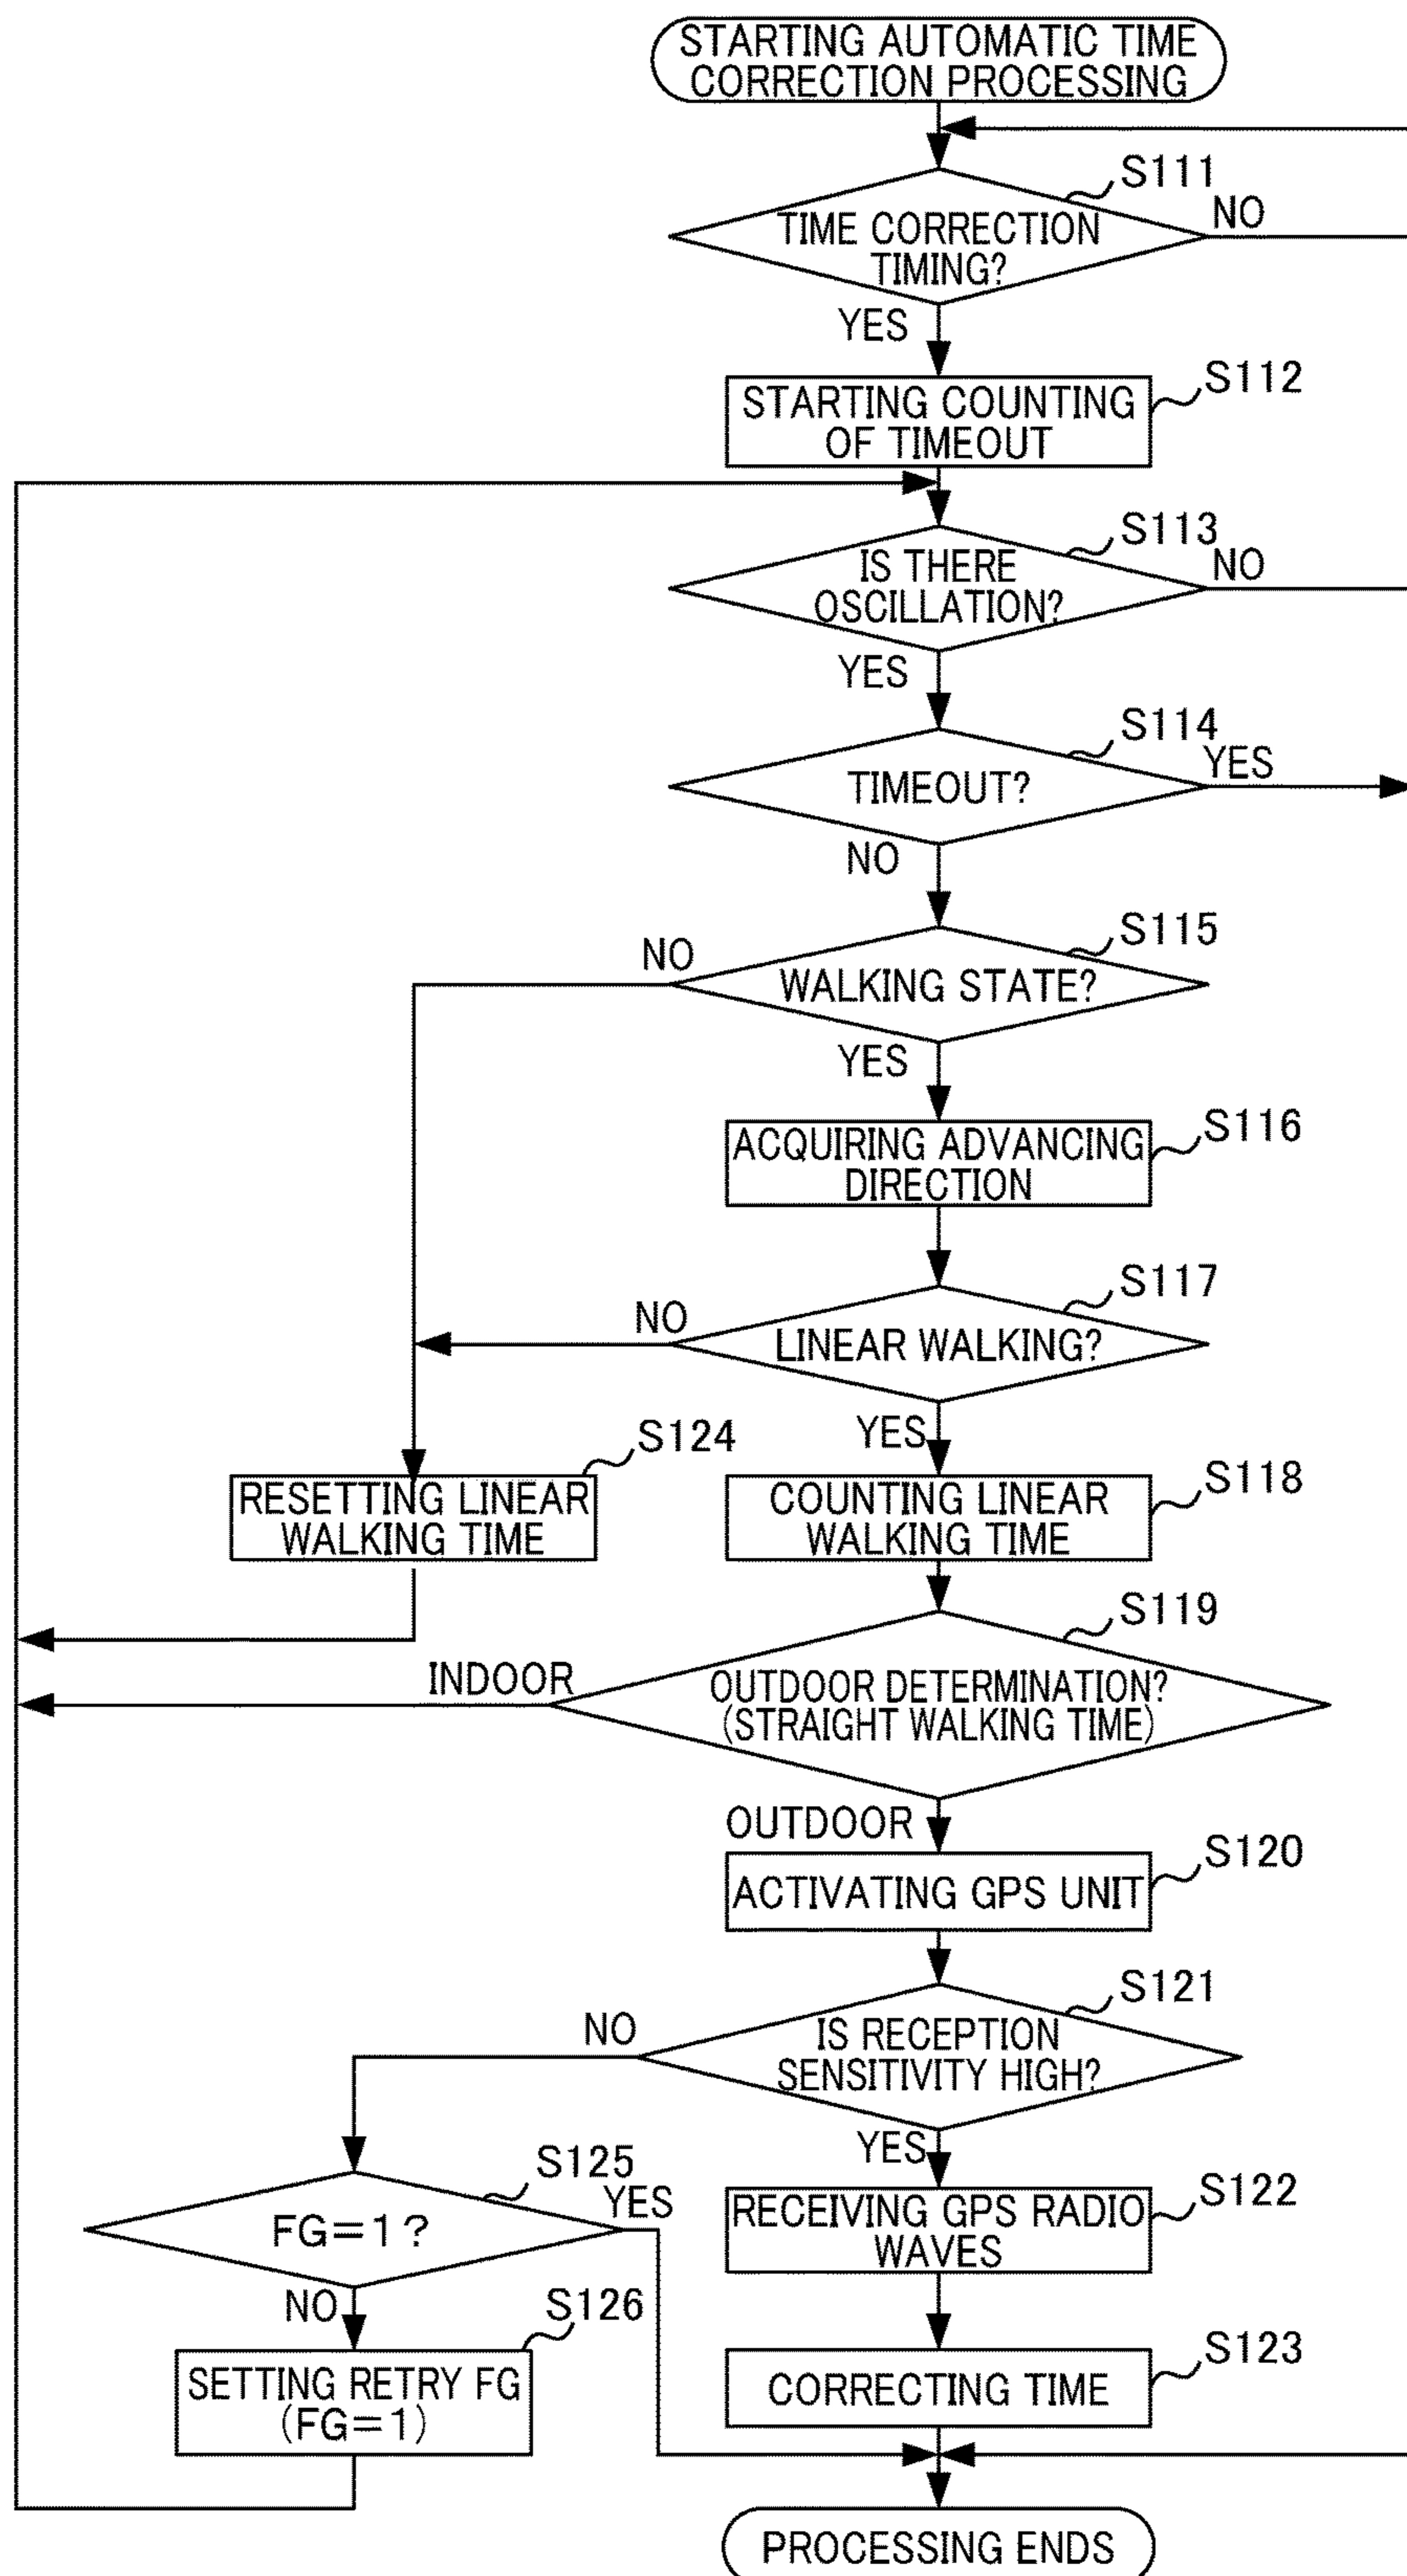 STARTING AUTOMATIC TIME
CORRECTION PROCESSING
S111
TIME CORRECTION
TIMING?
NO
YES
S112
STARTING COUNTING
OF TIMEOUT
S113
IS THERE
OSCILLATION?
NO
YES
S114
TIMEOUT?
YES
NO
S115
NO
WALKING STATE?
YES
S116
ACQUIRING ADVANCING
DIRECTION
S117
NO
LINEAR WALKING?
YES
S124
RESETTING LINEAR
WALKING TIME
S118
COUNTING LINEAR
WALKING TIME
S119
INDOOR
OUTDOOR DETERMINATION?
(STRAIGHT WALKING TIME)
OUTDOOR
S120
ACTIVATING GPS UNIT
S121
NO
IS RECEPTION
SENSITIVITY HIGH?
YES
S125
YES
FG=1?
NO
S122
RECEIVING GPS RADIO
WAVES
S126
SETTING RETRY FG
(FG=1)
S123
CORRECTING TIME
PROCESSING ENDS